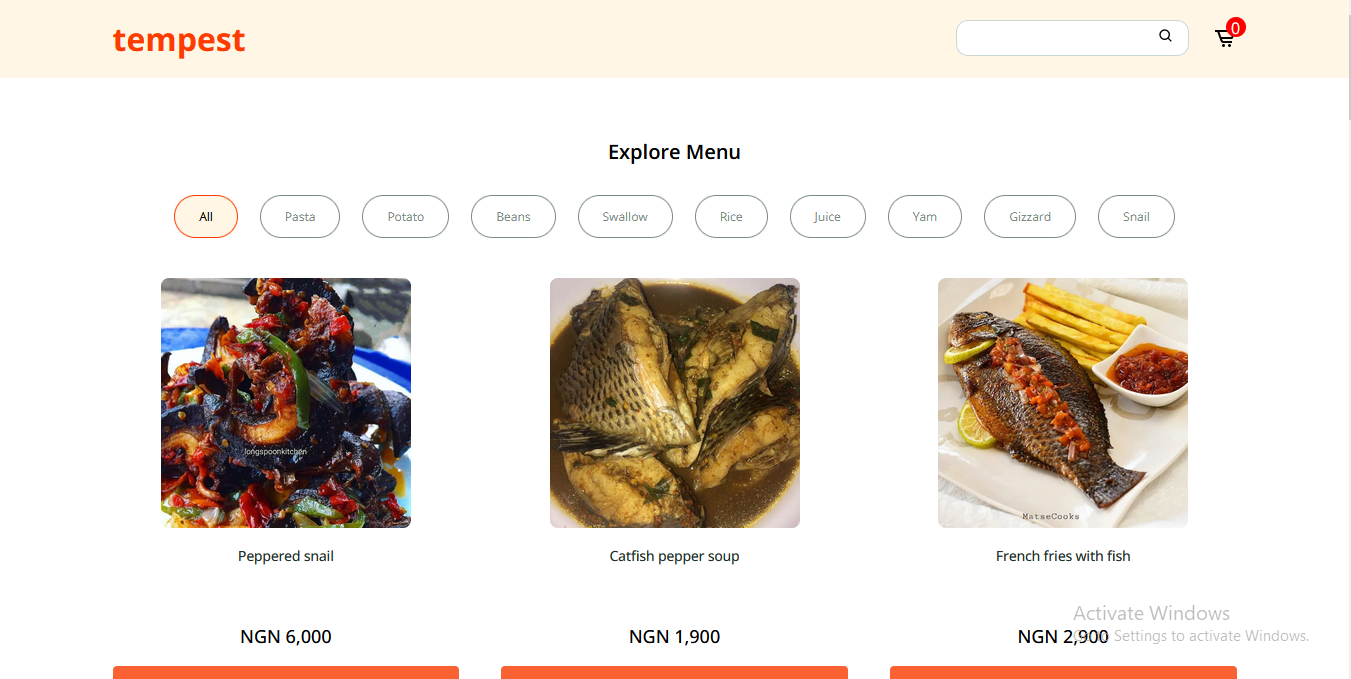 tempest
0
Explore Menu
All
Pasta
Potato
Beans
Swallow
Rice
Juice
Yam
Gizzard
Snail
longspoonkitchen
MatseCooks
Peppered snail
Catfish pepper soup
French fries with fish
NGN 6,000
NGN 1,900
NGN 2,900
Activate Windows
Go to Settings to activate Windows.